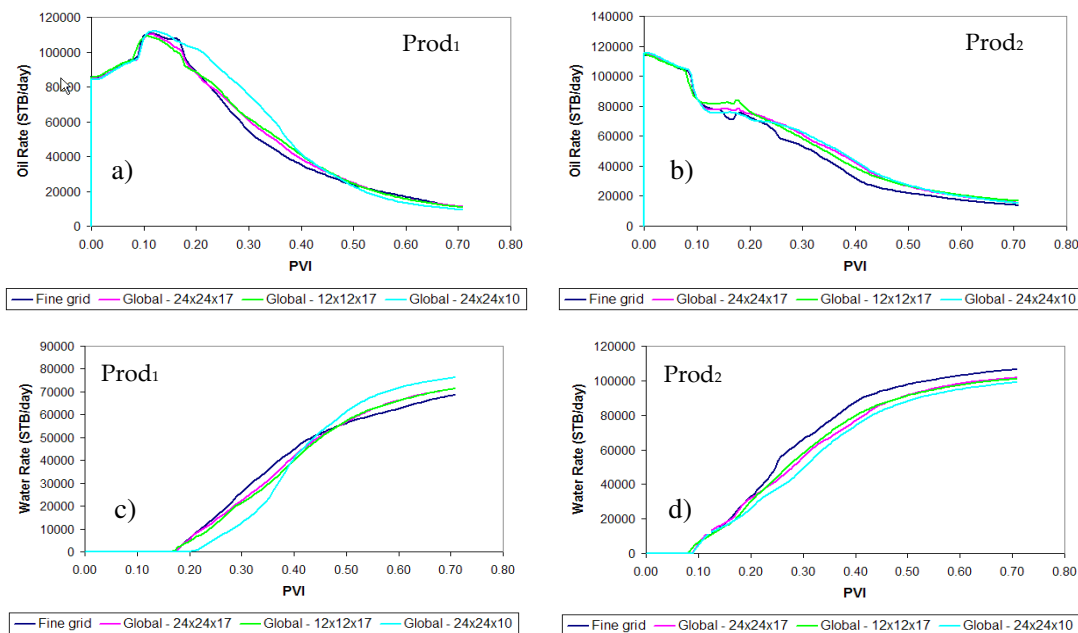 120000
100000
80000
60000
40000
20000
0
Oil Rate (STB/day)
Prod1
a)
0.00 0.10 0.20 0.30 0.40 0.50 0.60 0.70 0.80
PVI
Fine grid Global - 24x24x17 Global - 12x12x17 Global - 24x24x10
140000
120000
100000
80000
60000
40000
20000
0
Oil Rate (STB/day)
Prod2
b)
0.00 0.10 0.20 0.30 0.40 0.50 0.60 0.70 0.80
PVI
Fine grid Global - 24x24x17 Global - 12x12x17 Global - 24x24x10
90000
80000
70000
60000
50000
40000
30000
20000
10000
0
Water Rate (STB/day)
Prod1
c)
0.00 0.10 0.20 0.30 0.40 0.50 0.60 0.70 0.80
PVI
Fine grid Global - 24x24x17 Global - 12x12x17 Global - 24x24x10
120000
100000
80000
60000
40000
20000
0
Water Rate (STB/day)
Prod2
d)
0.00 0.10 0.20 0.30 0.40 0.50 0.60 0.70 0.80
PVI
Fine grid Global - 24x24x17 Global - 12x12x17 Global - 24x24x10